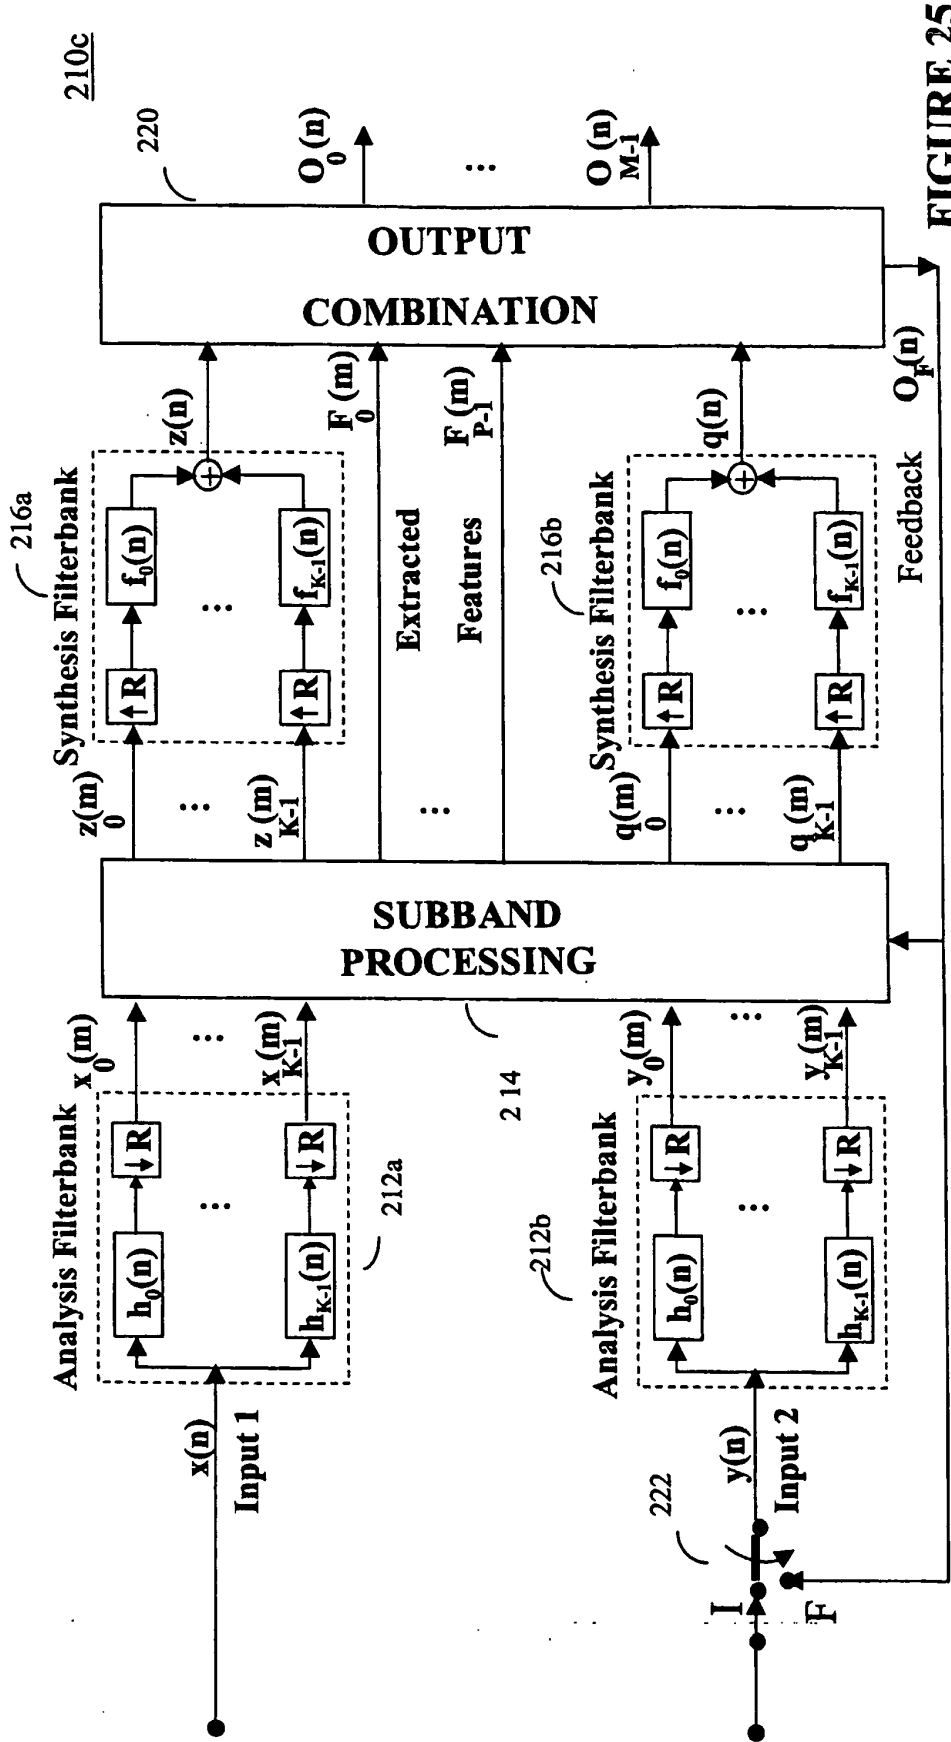 210c
Analysis Filterbank
x(n)
Input 1
h0(n)
↓R
...
hK-1(n)
↓R
212a
x0(m)
...
xK-1(m)
SUBBAND
PROCESSING
2 14
z0(m)
...
zK-1(m)
Synthesis Filterbank
216a
↑R
f0(n)
...
↑R
fK-1(n)
+
z(n)
F0(m)
Extracted
...
Features
FP-1(m)
OUTPUT
COMBINATION
220
O0(n)
...
OM-1(n)
I
F
222
y(n)
Input 2
Analysis Filterbank
212b
h0(n)
↓R
...
hK-1(n)
↓R
y0(m)
...
yK-1(m)
q0(m)
...
qK-1(m)
Synthesis Filterbank
216b
↑R
f0(n)
...
↑R
fK-1(n)
+
q(n)
Feedback
OF(n)
FIGURE 25